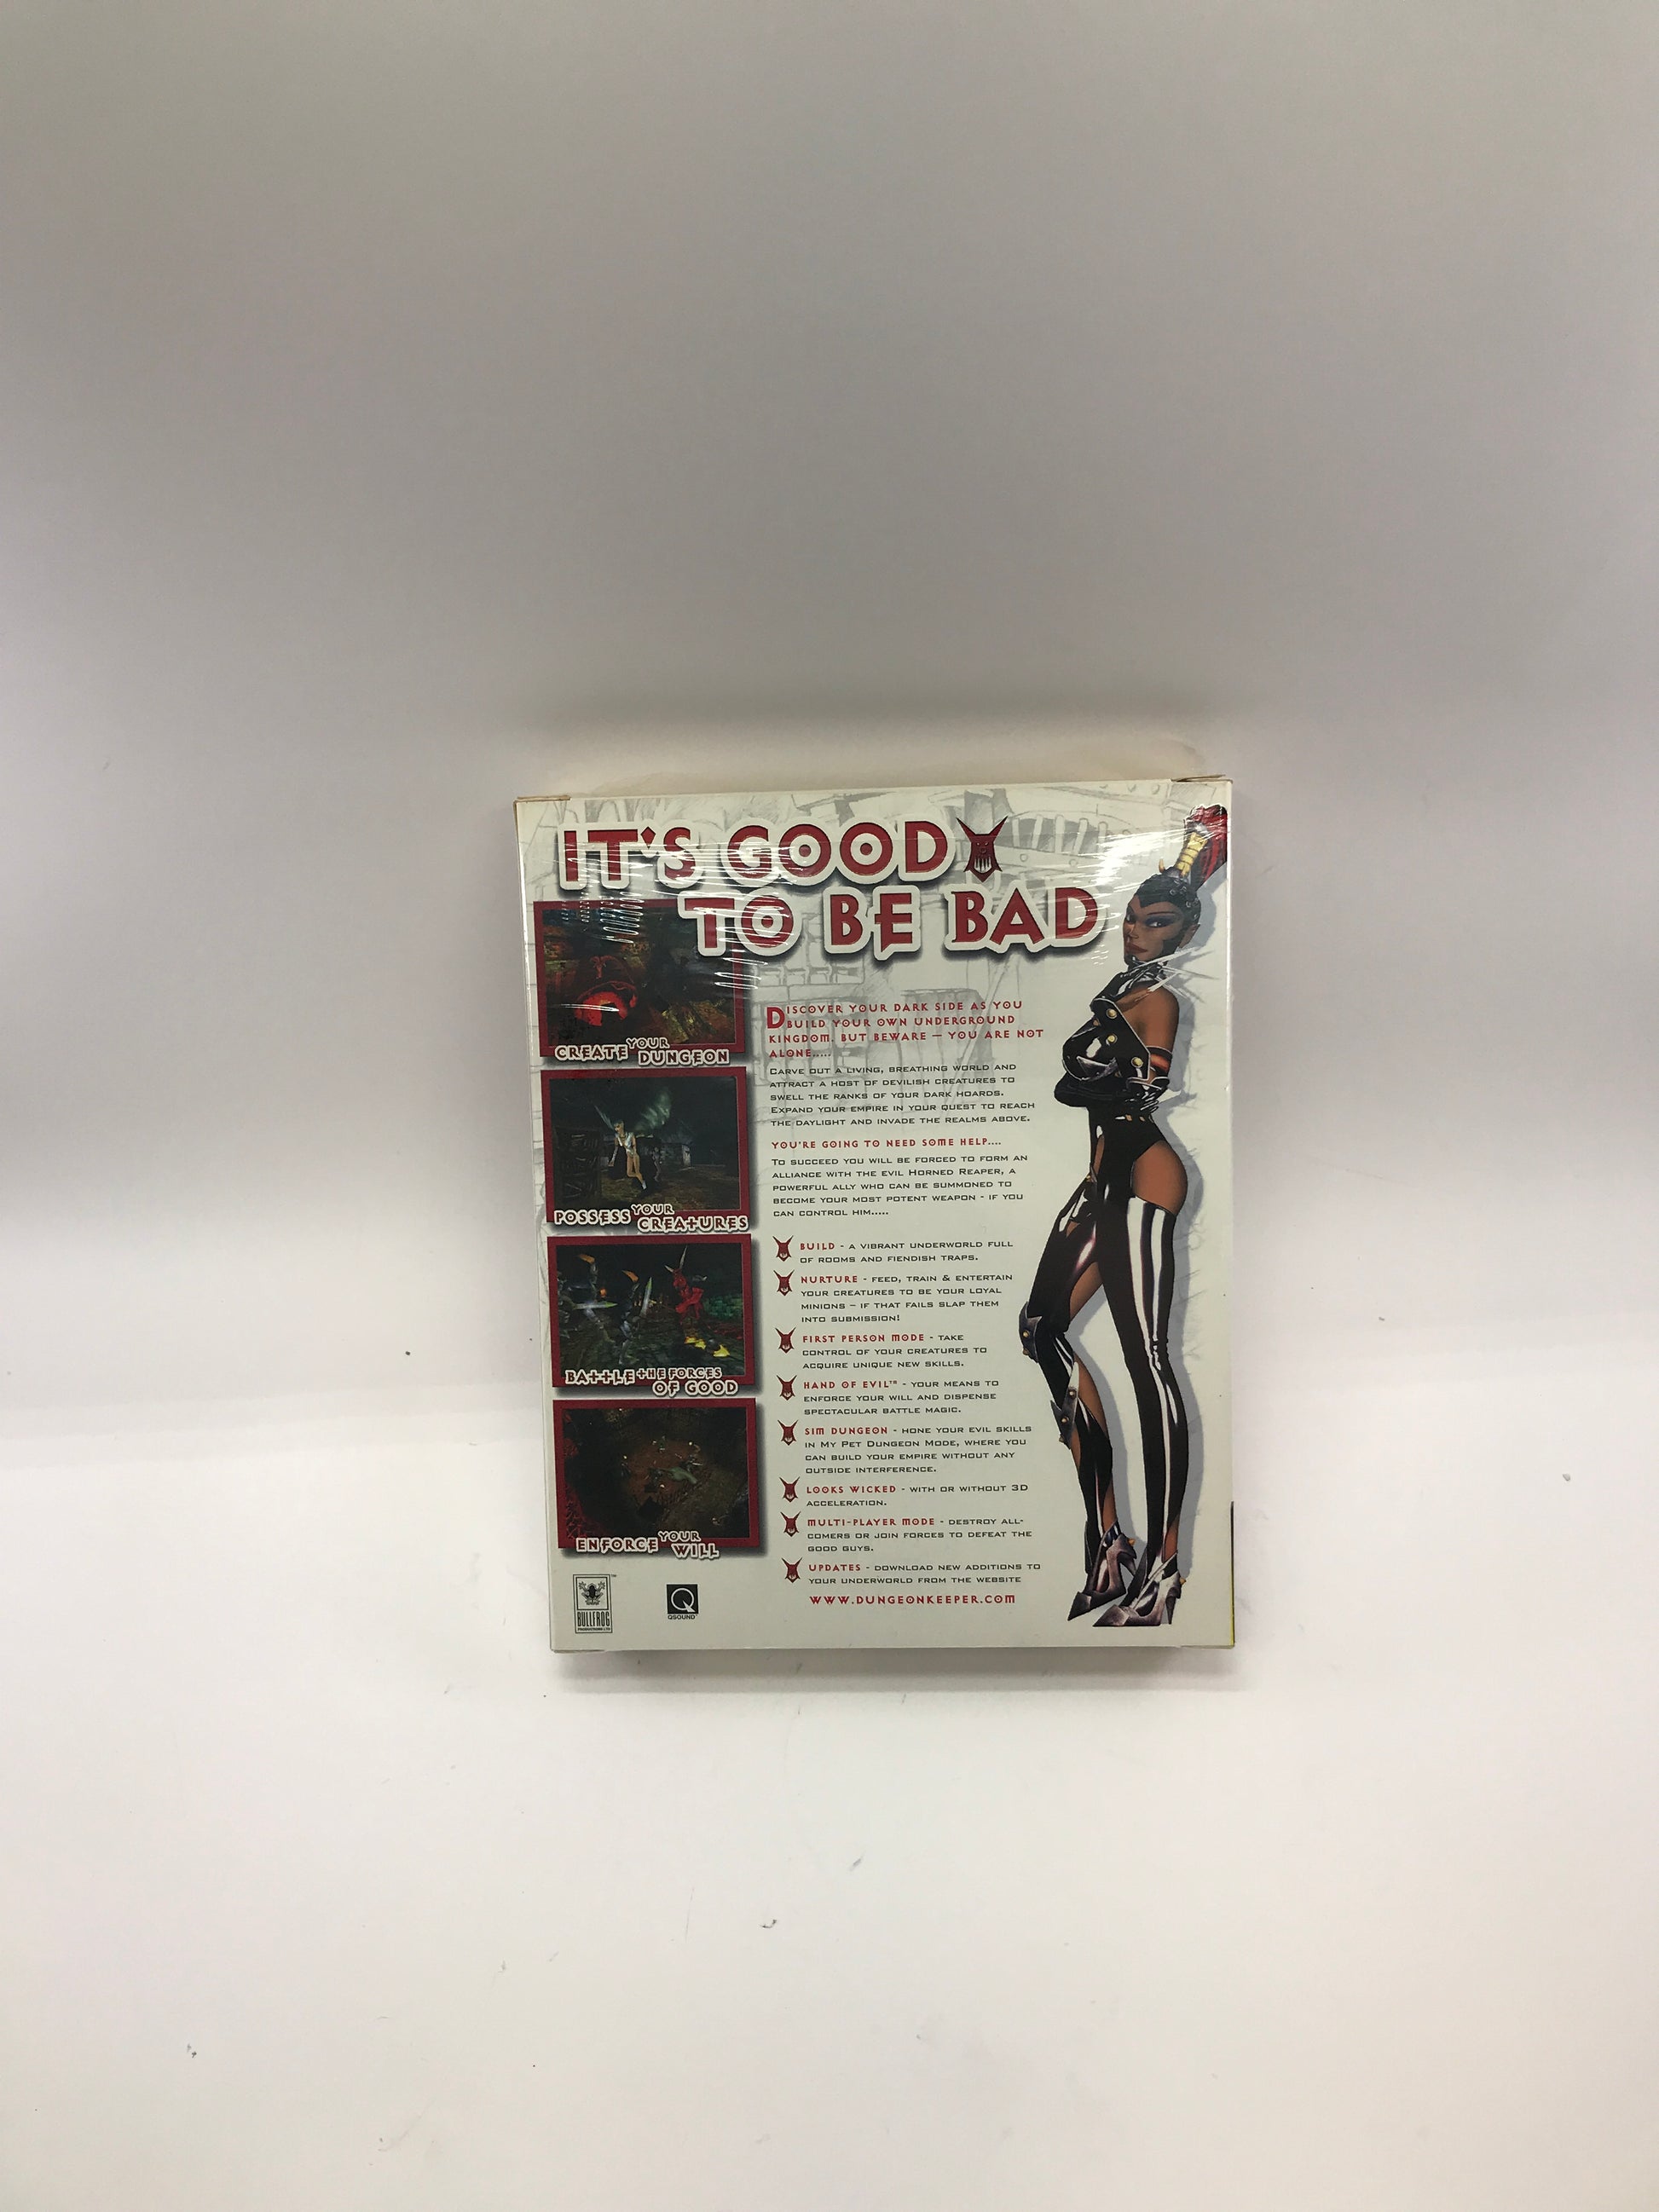 IT'S GOOD
TO BE BAD
CREATE YOUR DUNGEON
POSSESS YOUR CREATURES
BATTLE THE FORCES
OF GOOD
ENFORCE YOUR WILL
DISCOVER YOUR DARK SIDE AS YOU
BUILD YOUR OWN UNDERGROUND
KINGDOM. BUT BEWARE – YOU ARE NOT
ALONE.....
CARVE OUT A LIVING, BREATHING WORLD AND
ATTRACT A HOST OF DEVILISH CREATURES TO
SWELL THE RANKS OF YOUR DARK HOARDS.
EXPAND YOUR EMPIRE IN YOUR QUEST TO REACH
THE DAYLIGHT AND INVADE THE REALMS ABOVE.
YOU'RE GOING TO NEED SOME HELP....
TO SUCCEED YOU WILL BE FORCED TO FORM AN
ALLIANCE WITH THE EVIL HORNED REAPER, A
POWERFUL ALLY WHO CAN BE SUMMONED TO
BECOME YOUR MOST POTENT WEAPON - IF YOU
CAN CONTROL HIM.....
BUILD - A VIBRANT UNDERWORLD FULL
OF ROOMS AND FIENDISH TRAPS.
NURTURE - FEED, TRAIN & ENTERTAIN
YOUR CREATURES TO BE YOUR LOYAL
MINIONS – IF THAT FAILS SLAP THEM
INTO SUBMISSION!
FIRST PERSON MODE - TAKE
CONTROL OF YOUR CREATURES TO
ACQUIRE UNIQUE NEW SKILLS.
HAND OF EVIL™ - YOUR MEANS TO
ENFORCE YOUR WILL AND DISPENSE
SPECTACULAR BATTLE MAGIC.
SIM DUNGEON - HONE YOUR EVIL SKILLS
IN MY PET DUNGEON MODE, WHERE YOU
CAN BUILD YOUR EMPIRE WITHOUT ANY
OUTSIDE INTERFERENCE.
LOOKS WICKED - WITH OR WITHOUT 3D
ACCELERATION.
MULTI-PLAYER MODE - DESTROY ALL-
COMERS OR JOIN FORCES TO DEFEAT THE
GOOD GUYS.
UPDATES - DOWNLOAD NEW ADDITIONS TO
YOUR UNDERWORLD FROM THE WEBSITE
WWW.DUNGEONKEEPER.COM
BULLFROG
PRODUCTIONS LTD
Q
QSOUND